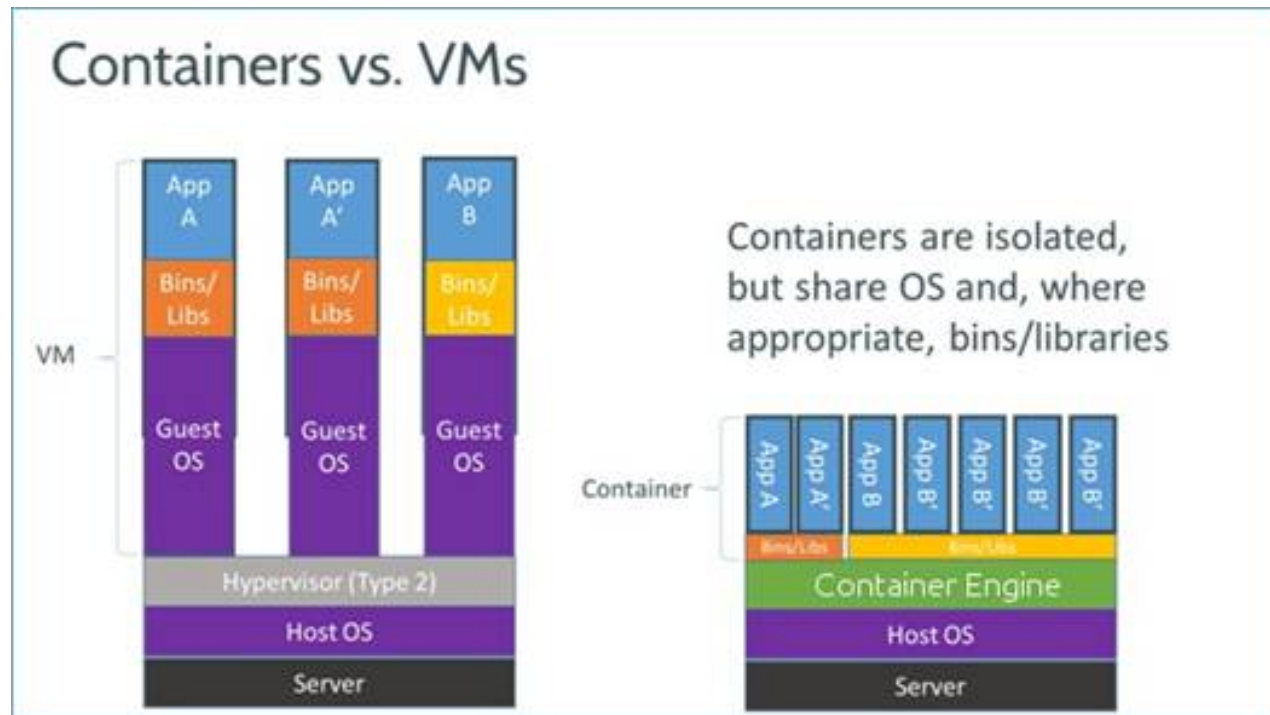 Containers vs. VMs
App
A
App
A'
App
B
Bins/
Libs
Bins/
Libs
Bins/
Libs
VM
Guest
OS
Guest
OS
Guest
OS
Hypervisor (Type 2)
Host OS
Server
Containers are isolated,
but share OS and, where
appropriate, bins/libraries
Container
App A
App A'
App B
App B'
App B'
App B'
App B'
Bins/Libs
Bins/Libs
Container Engine
Host OS
Server